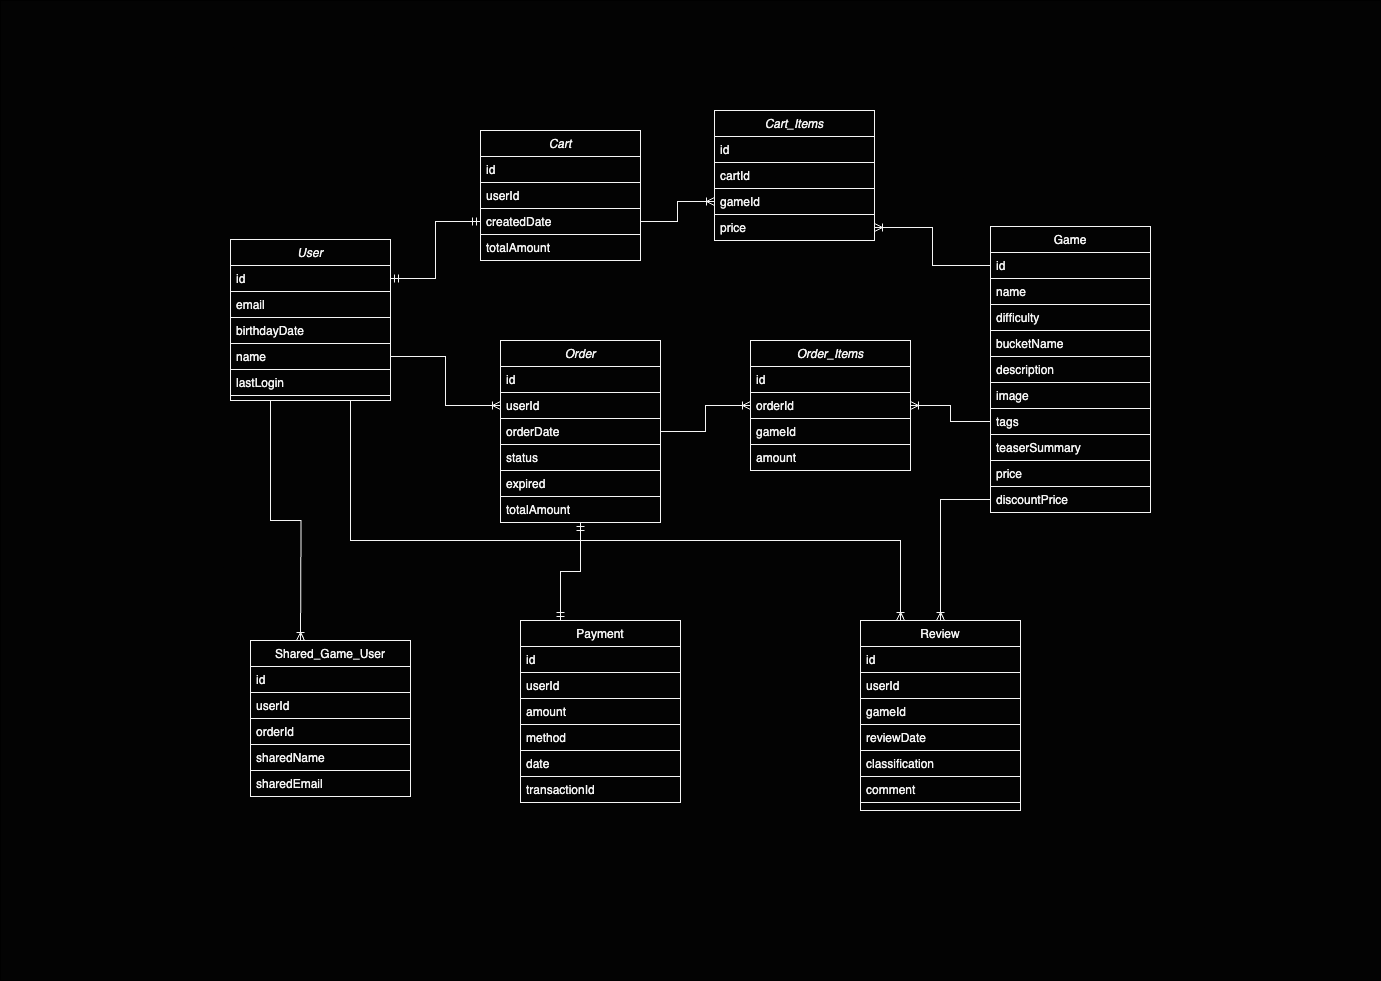 Cart_Items
id
cartId
gameId
price
Cart
id
userId
createdDate
totalAmount
Game
id
name
difficulty
bucketName
description
image
tags
teaserSummary
price
discountPrice
User
id
email
birthdayDate
name
lastLogin
Order
id
userId
orderDate
status
expired
totalAmount
Order_Items
id
orderId
gameId
amount
Shared_Game_User
id
userId
orderId
sharedName
sharedEmail
Payment
id
userId
amount
method
date
transactionId
Review
id
userId
gameId
reviewDate
classification
comment